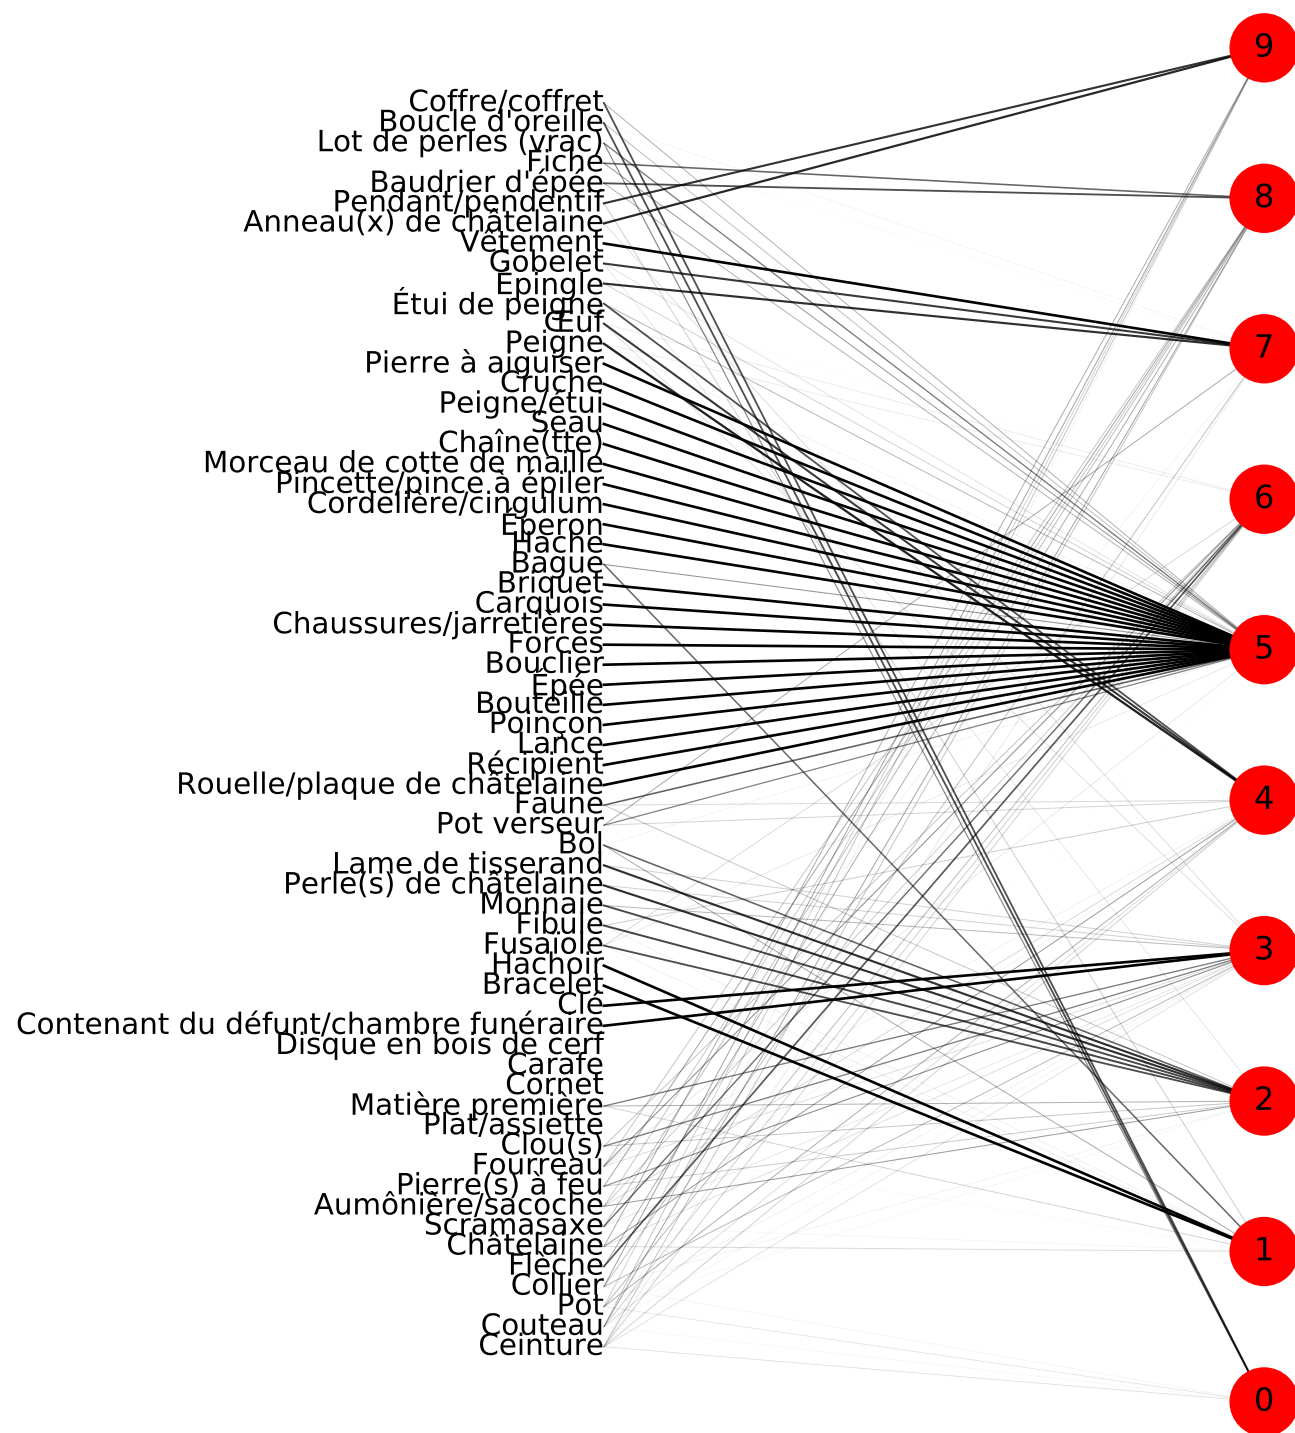 9
Coffre/coffret
Boucle d'oreille
Lot de perles (vrac)
Fiche
Baudrier d'épée
8
Pendant/pendentif
Anneau(x) de châtelaine
Vêtement
Gobelet
Épingle
Étui de peigne
Œuf
Peigne
7
Pierre à aiguiser
Cruche
Peigne/étui
Seau
Chaîne(tte)
Morceau de cotte de maille
Pincette/pince à épiler
6
Cordelière/cingulum
Éperon
Hache
Bague
Briquet
Carquois
Chaussures/jarretières
Forces
5
Bouclier
Épée
Bouteille
Poinçon
Lance
Récipient
Rouelle/plaque de châtelaine
4
Faune
Pot verseur
Bol
Lame de tisserand
Perle(s) de châtelaine
Monnaie
Fibule
Fusaïole
3
Hachoir
Bracelet
Clé
Contenant du défunt/chambre funéraire
Disque en bois de cerf
Carafe
Cornet
2
Matière première
Plat/assiette
Clou(s)
Fourreau
Pierre(s) à feu
Aumônière/sacoche
Scramasaxe
Châtelaine
1
Flèche
Collier
Pot
Couteau
Ceinture
0